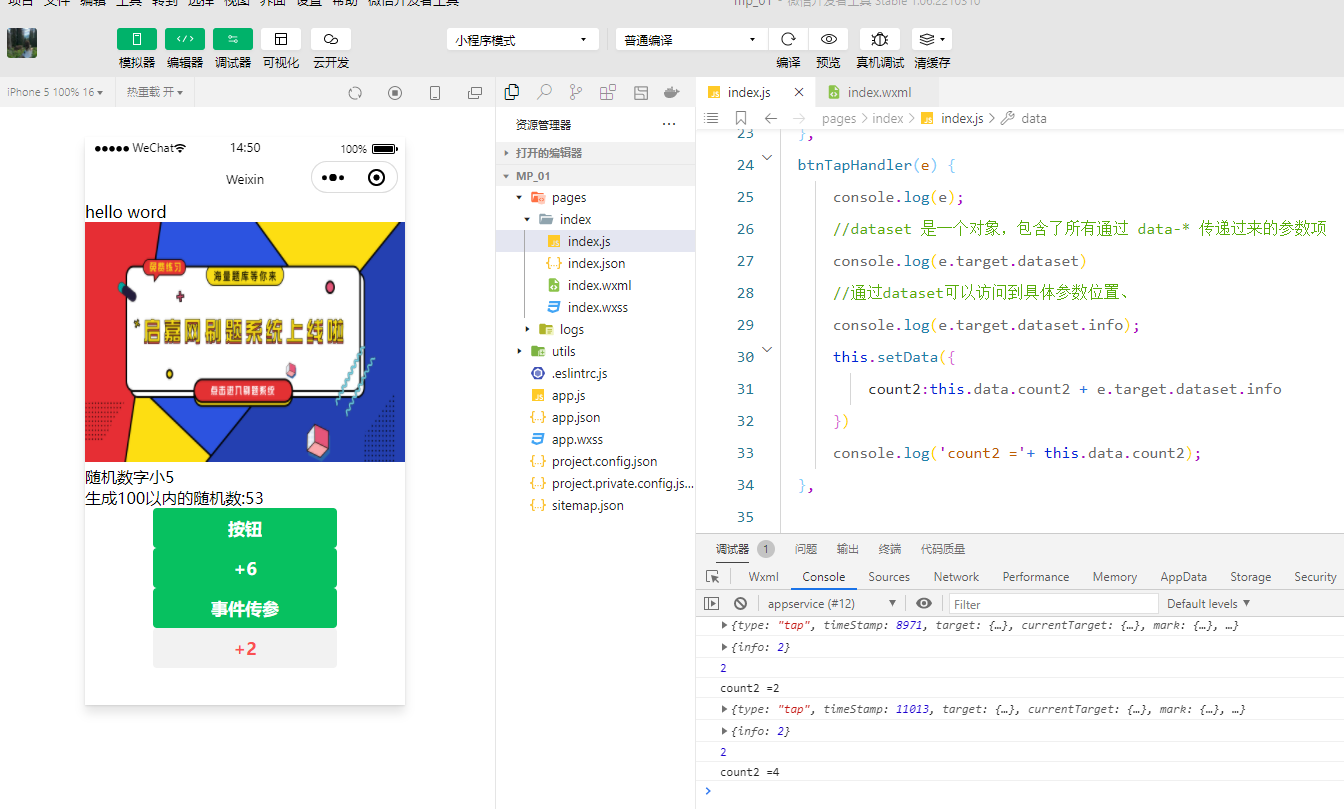 项目 文件 编辑 工具 转到 选择 视图 界面 设置 帮助 微信开发者工具
mp_01 - 微信开发者工具 Stable 1.06.2210310
模拟器 编辑器 调试器 可视化 云开发
小程序模式
普通编译
编译 预览 真机调试 清缓存
iPhone 5 100% 16
热重载 开
WeChat
14:50
100%
Weixin
hello word
树懒练习
海量题库等你来
启嘉网刷题系统上线啦
点击进入刷题系统
随机数字小5
生成100以内的随机数:53
按钮
+6
事件传参
+2
资源管理器
打开的编辑器
MP_01
pages
index
index.js
index.json
index.wxml
index.wxss
logs
utils
.eslintrc.js
app.js
app.json
app.wxss
project.config.json
project.private.config.js...
sitemap.json
index.js
index.wxml
pages > index > index.js > data
23 },
24 btnTapHandler(e) {
25 console.log(e);
26 //dataset 是一个对象，包含了所有通过 data-* 传递过来的参数项
27 console.log(e.target.dataset)
28 //通过dataset可以访问到具体参数位置、
29 console.log(e.target.dataset.info);
30 this.setData({
31 count2:this.data.count2 + e.target.dataset.info
32 })
33 console.log('count2 ='+ this.data.count2);
34 },
35
调试器 1 问题 输出 终端 代码质量
Wxml Console Sources Network Performance Memory AppData Storage Security
appservice (#12)
Filter
Default levels
{type: "tap", timeStamp: 8971, target: {…}, currentTarget: {…}, mark: {…}, …}
{info: 2}
2
count2 =2
{type: "tap", timeStamp: 11013, target: {…}, currentTarget: {…}, mark: {…}, …}
{info: 2}
2
count2 =4